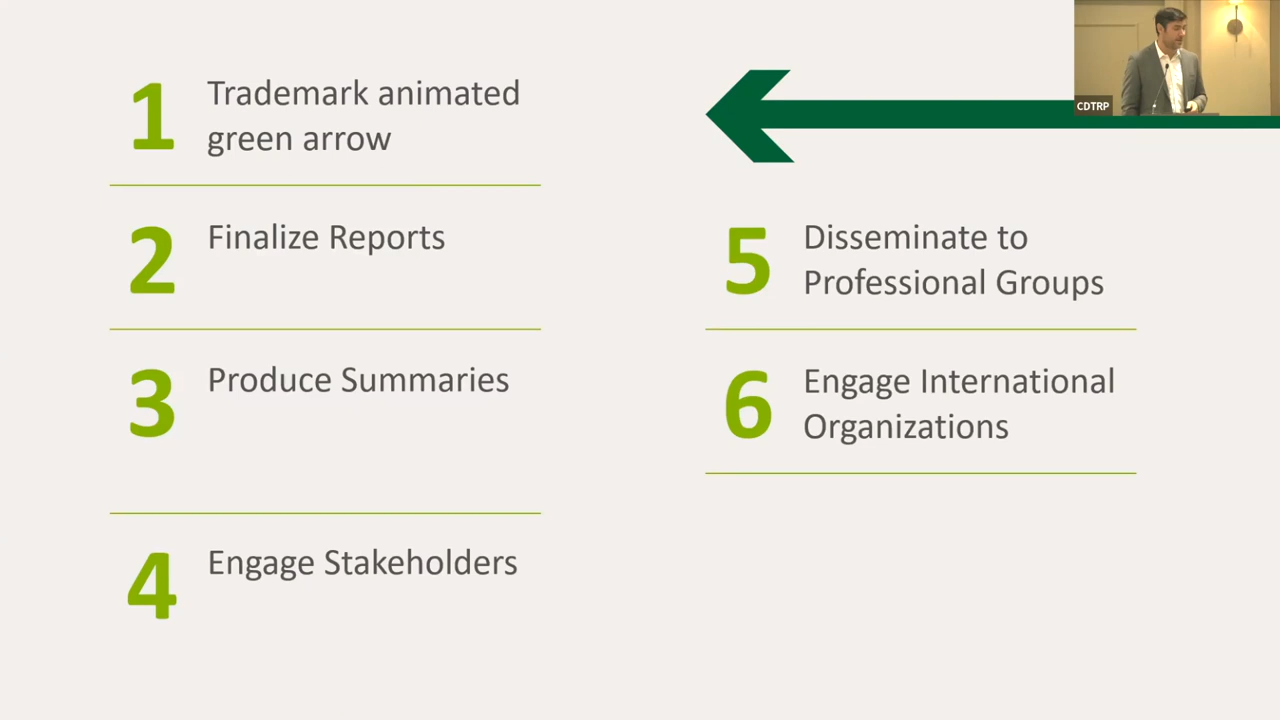 1 Trademark animated
green arrow
2 Finalize Reports
3 Produce Summaries
4 Engage Stakeholders
5 Disseminate to
Professional Groups
6 Engage International
Organizations
CDTRP